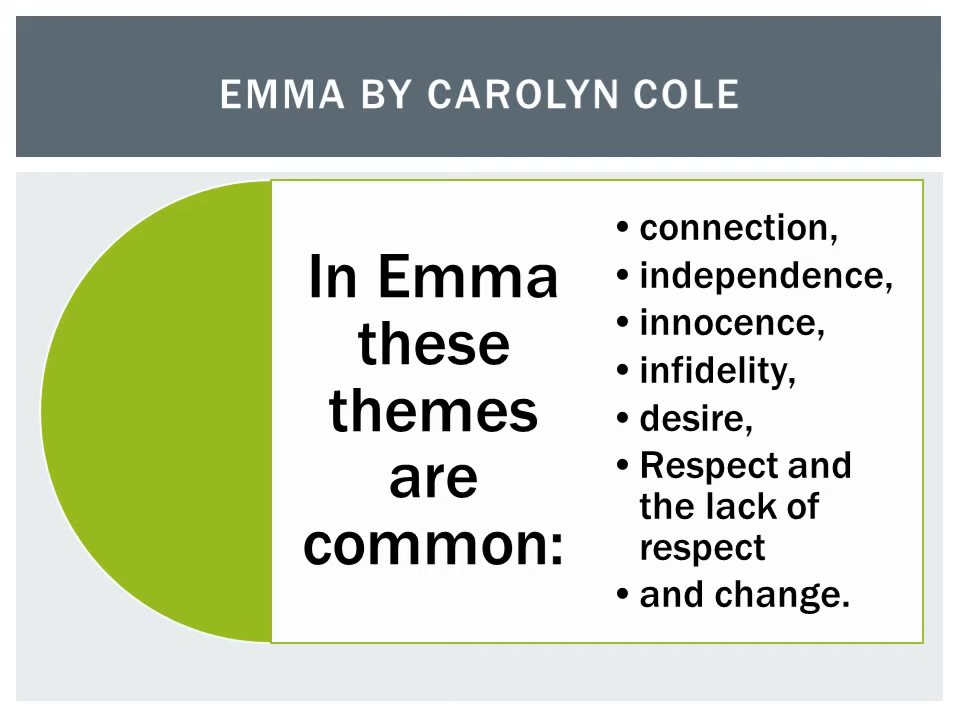 EMMA BY CAROLYN COLE
In Emma
these
themes
are
common:
• connection,
• independence,
• innocence,
• infidelity,
• desire,
• Respect and
the lack of
respect
• and change.